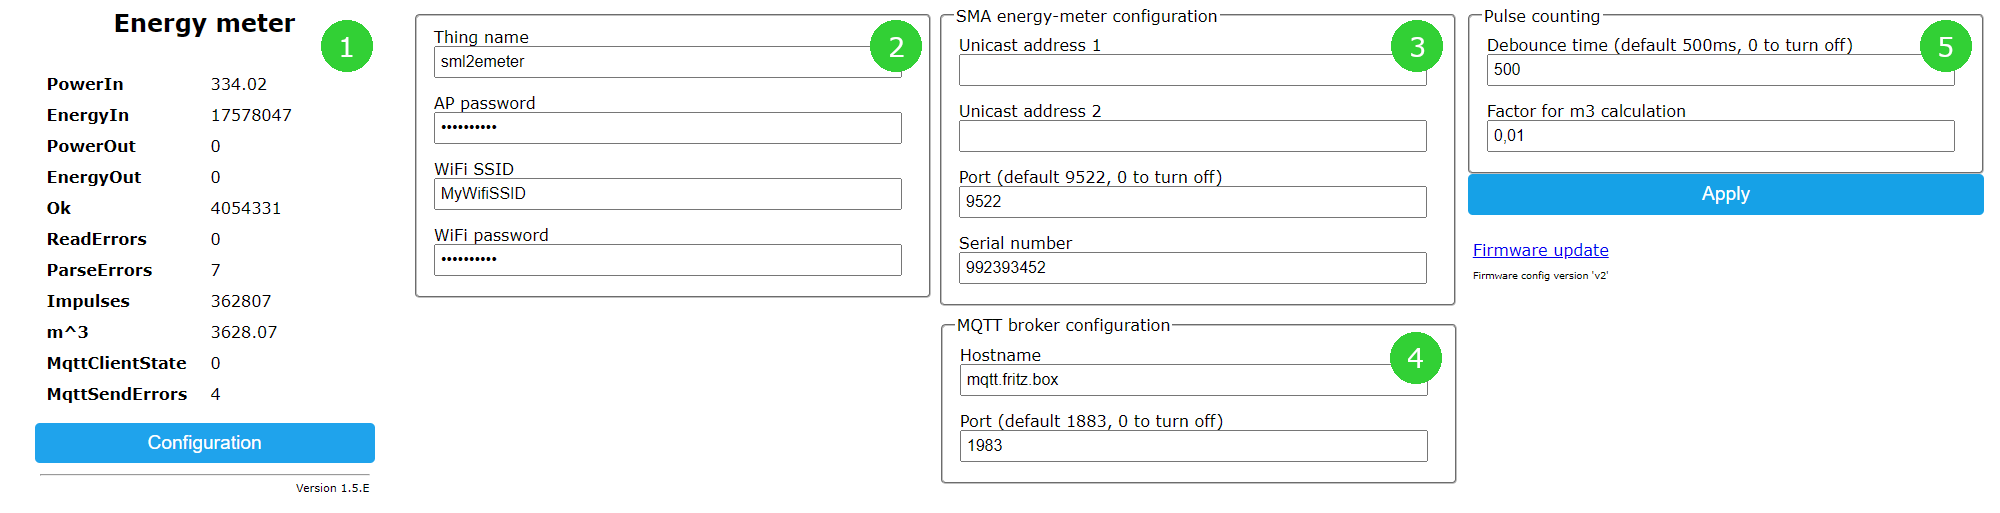 Energy meter
1
PowerIn 334.02
EnergyIn 17578047
PowerOut 0
EnergyOut 0
Ok 4054331
ReadErrors 0
ParseErrors 7
Impulses 362807
m^3 3628.07
MqttClientState 0
MqttSendErrors 4
Configuration
Version 1.5.E
2
Thing name
sml2emeter
AP password
••••••••••
WiFi SSID
MyWifiSSID
WiFi password
••••••••••
SMA energy-meter configuration
3
Unicast address 1
Unicast address 2
Port (default 9522, 0 to turn off)
9522
Serial number
992393452
MQTT broker configuration
4
Hostname
mqtt.fritz.box
Port (default 1883, 0 to turn off)
1983
Pulse counting
5
Debounce time (default 500ms, 0 to turn off)
500
Factor for m3 calculation
0,01
Apply
Firmware update
Firmware config version 'v2'